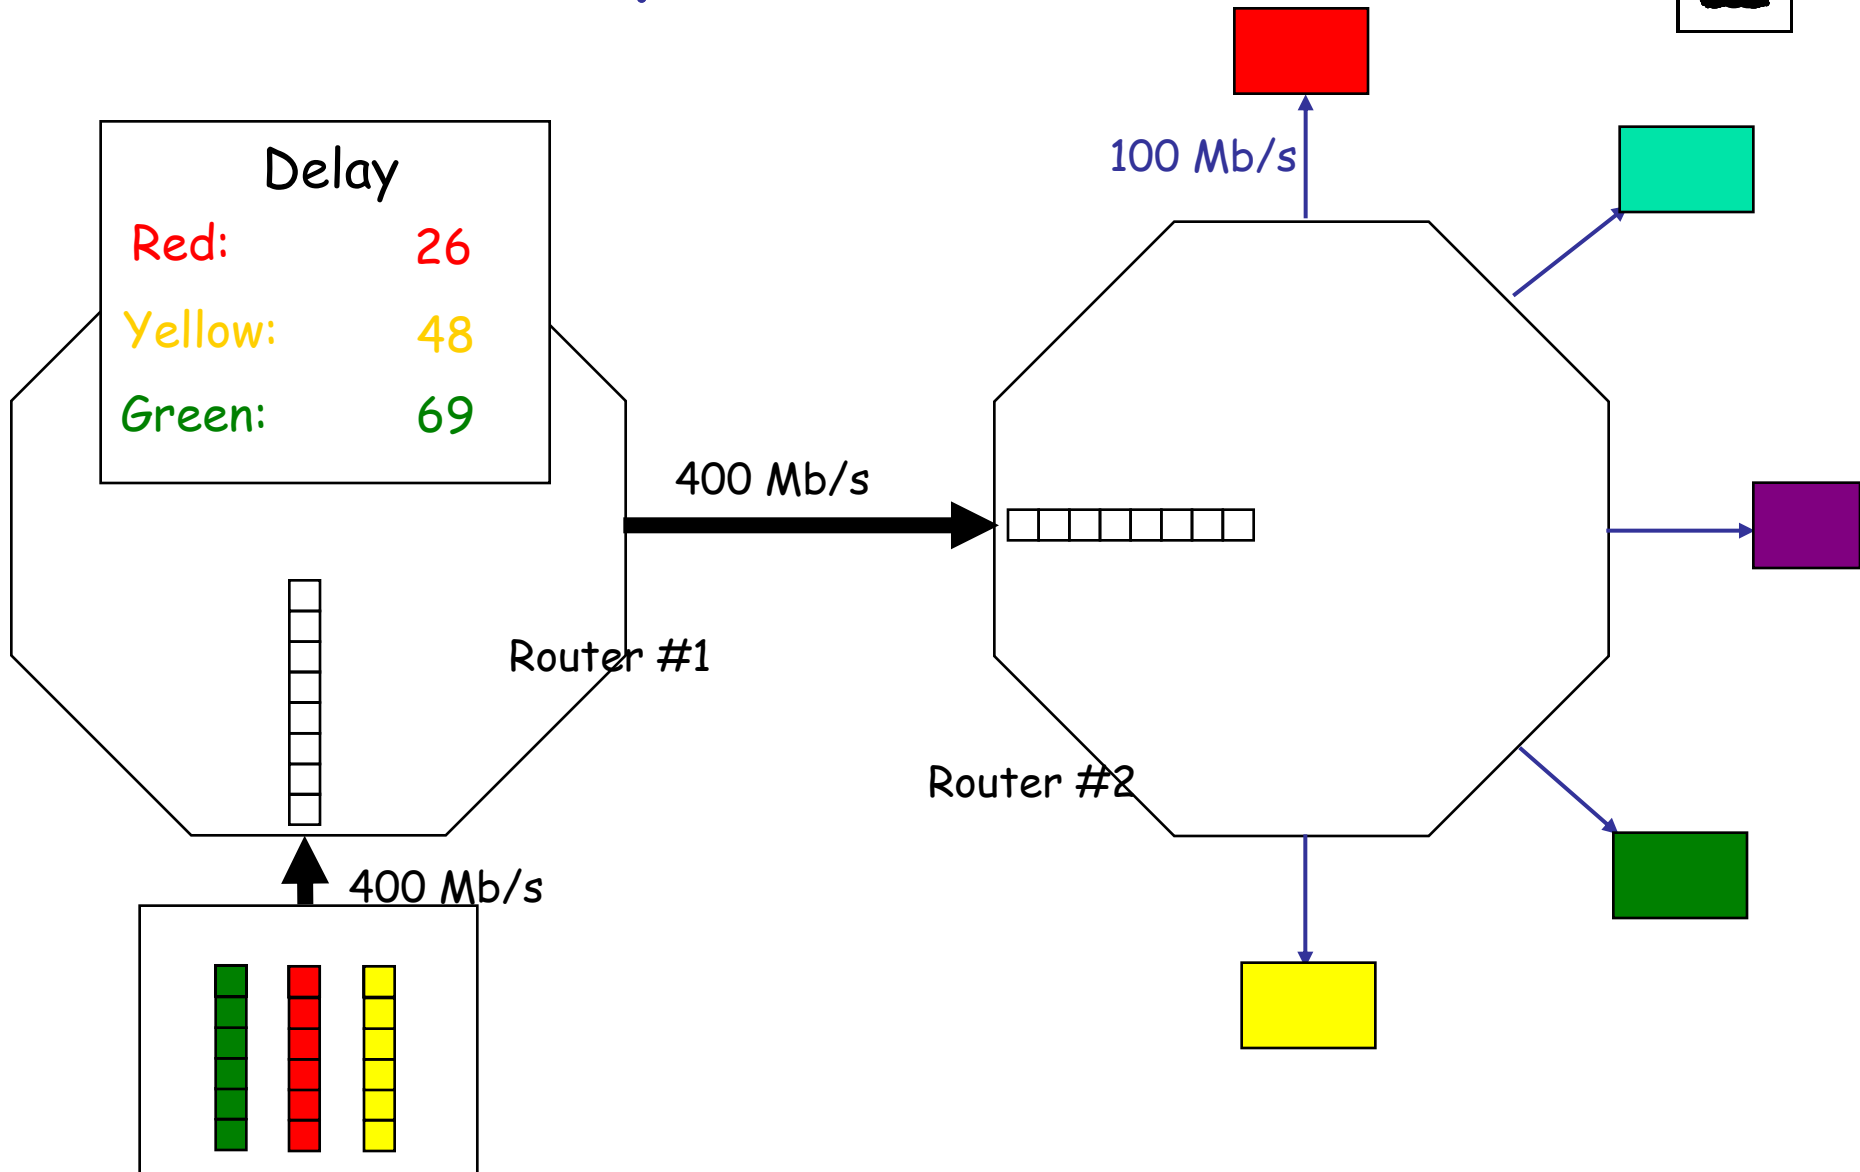 100 Mb/s
Delay
Red: 26
Yellow: 48
Green: 69
400 Mb/s
Router #1
Router #2
400 Mb/s